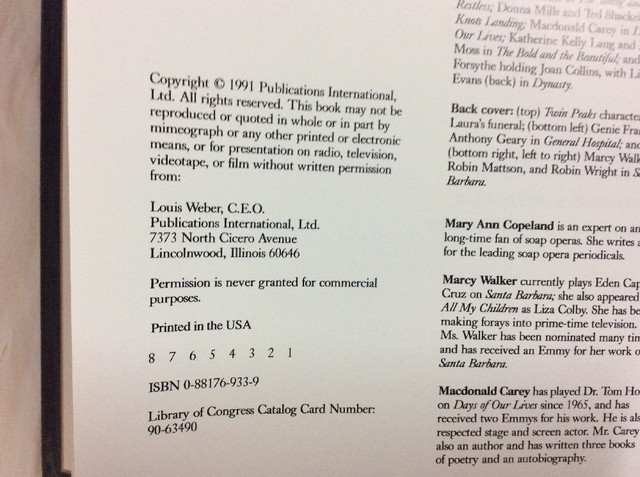 Copyright © 1991 Publications International,
Ltd. All rights reserved. This book may not be
reproduced or quoted in whole or in part by
mimeograph or any other printed or electronic
means, or for presentation on radio, television,
videotape, or film without written permission
from:
Louis Weber, C.E.O.
Publications International, Ltd.
7373 North Cicero Avenue
Lincolnwood, Illinois 60646
Permission is never granted for commercial
purposes.
Printed in the USA
8 7 6 5 4 3 2 1
ISBN 0-88176-933-9
Library of Congress Catalog Card Number:
90-63490
Restless; Donna Mills and Ted
Knots Landing; Macdonald Carey in
Our Lives; Katherine Kelly Lang and
Moss in The Bold and the Beautiful; and
Forsythe holding Joan Collins, with
Evans (back) in Dynasty.
Back cover: (top) Twin Peaks
Laura's funeral; (bottom left) Genie
Anthony Geary in General Hospital; and
(bottom right, left to right) Marcy
Robin Mattson, and Robin Wright in
Barbara.
Mary Ann Copeland is an expert on
long-time fan of soap operas. She writes
for the leading soap opera periodicals.
Marcy Walker currently plays Eden
Cruz on Santa Barbara; she also appeared
All My Children as Liza Colby. She has
making forays into prime-time television.
Ms. Walker has been nominated many
and has received an Emmy for her work
Santa Barbara.
Macdonald Carey has played Dr. Tom
on Days of Our Lives since 1965, and has
received two Emmys for his work. He is
respected stage and screen actor. Mr. Carey
also an author and has written three books
of poetry and an autobiography.